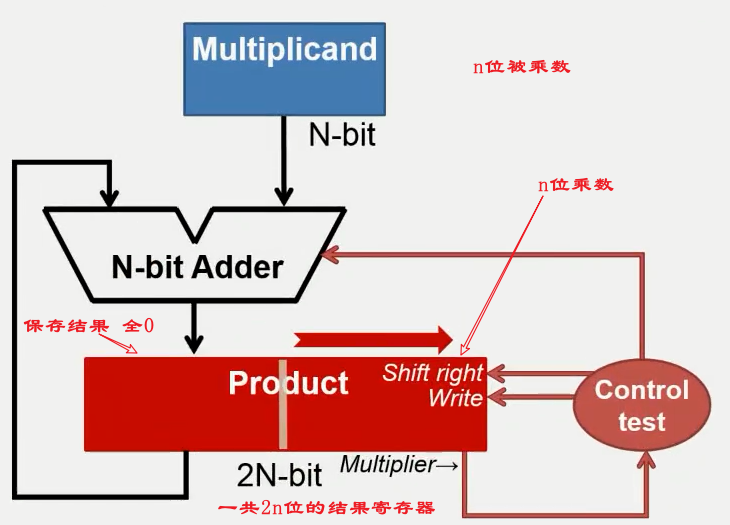 Multiplicand
n位被乘数
N-bit
n位乘数
N-bit Adder
保存结果 全0
Product
Shift right
Write
Control
test
2N-bit
Multiplier→
一共2n位的结果寄存器